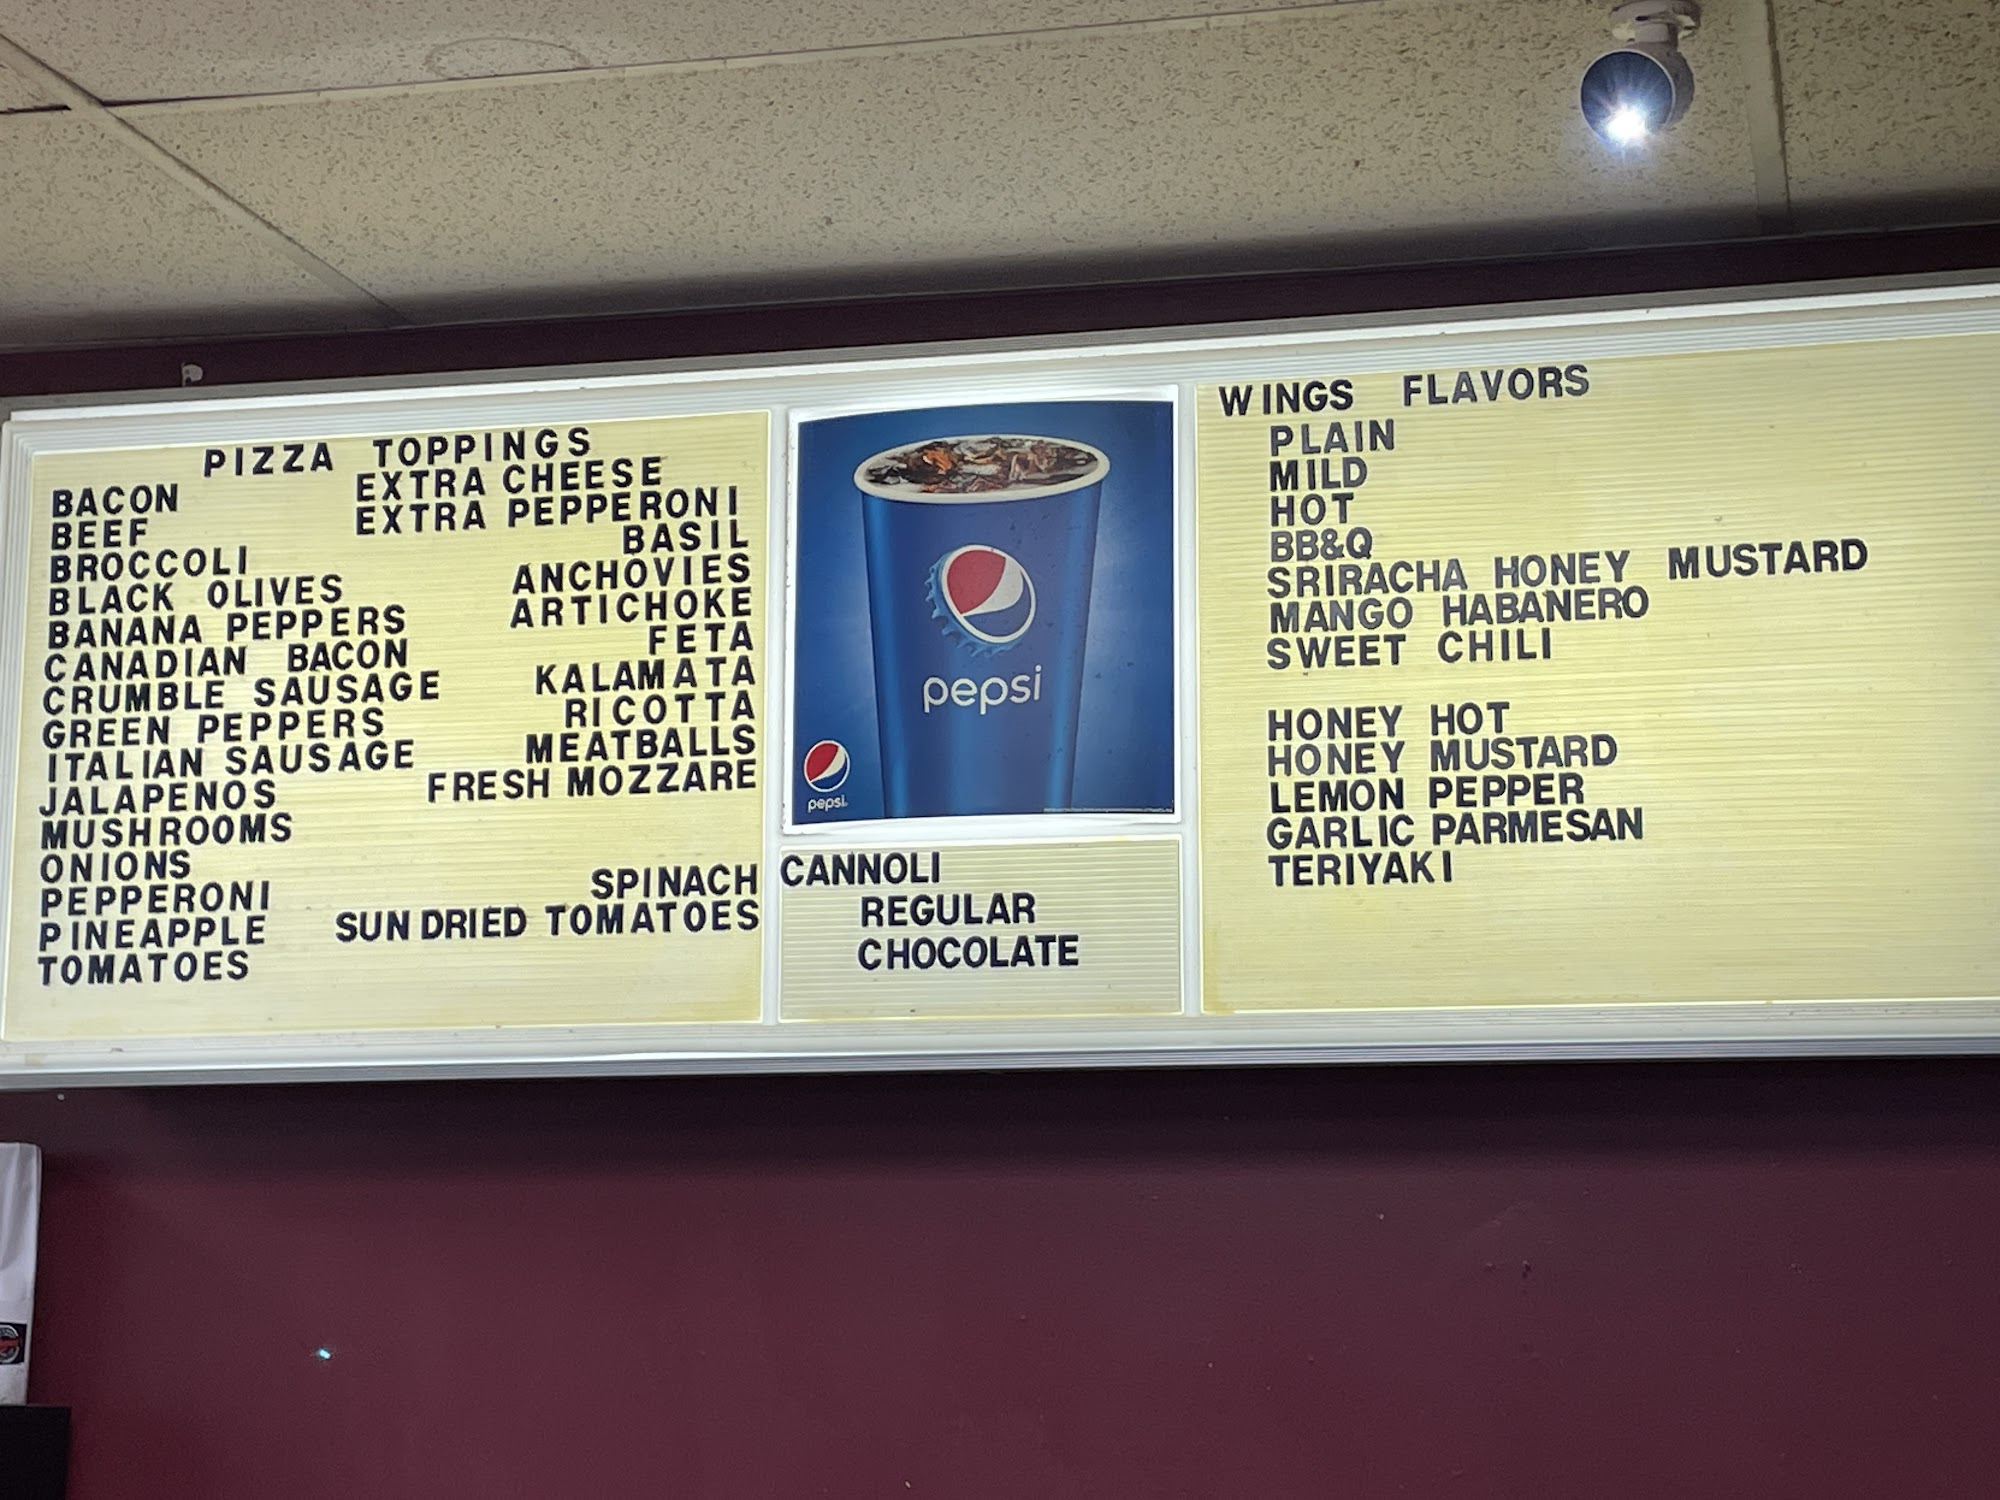 PIZZA TOPPINGS
BACON
BEEF
BROCCOLI
BLACK OLIVES
BANANA PEPPERS
CANADIAN BACON
CRUMBLE SAUSAGE
GREEN PEPPERS
ITALIAN SAUSAGE
JALAPENOS
MUSHROOMS
ONIONS
PEPPERONI
PINEAPPLE
TOMATOES
EXTRA CHEESE
EXTRA PEPPERONI
BASIL
ANCHOVIES
ARTICHOKE
FETA
KALAMATA
RICOTTA
MEATBALLS
FRESH MOZZARE
SPINACH
SUN DRIED TOMATOES
pepsi
pepsi
CANNOLI
REGULAR
CHOCOLATE
WINGS FLAVORS
PLAIN
MILD
HOT
BB&Q
SRIRACHA HONEY MUSTARD
MANGO HABANERO
SWEET CHILI
HONEY HOT
HONEY MUSTARD
LEMON PEPPER
GARLIC PARMESAN
TERIYAKI